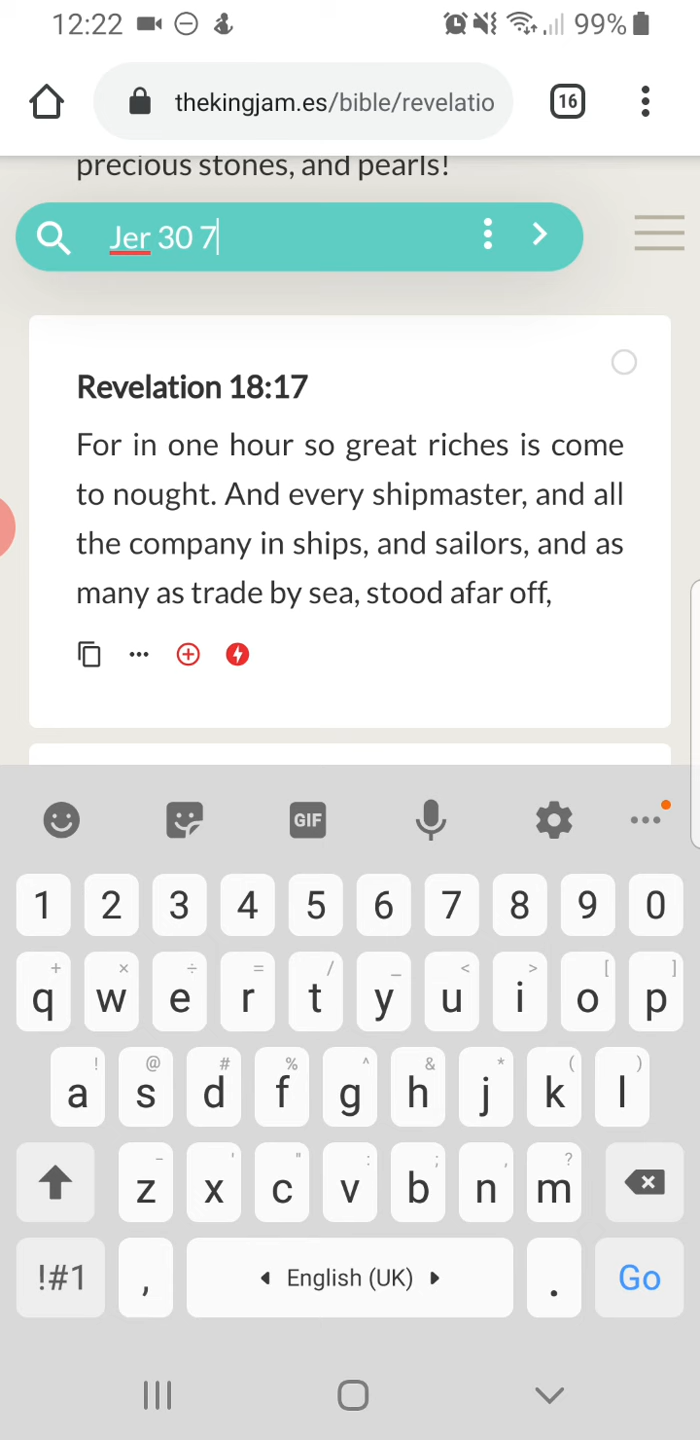 12:22 99%
thekingjam.es/bible/revelatio 16
precious stones, and pearls!
Jer 30 7
Revelation 18:17
For in one hour so great riches is come
to nought. And every shipmaster, and all
the company in ships, and sailors, and as
many as trade by sea, stood afar off,
GIF
1 2 3 4 5 6 7 8 9 0
+ × ÷ = / _ < > [ ]
q w e r t y u i o p
! @ # % ^ & * ( )
a s d f g h j k l
- ' " : ; , ?
z x c v b n m
!#1 , English (UK) . Go